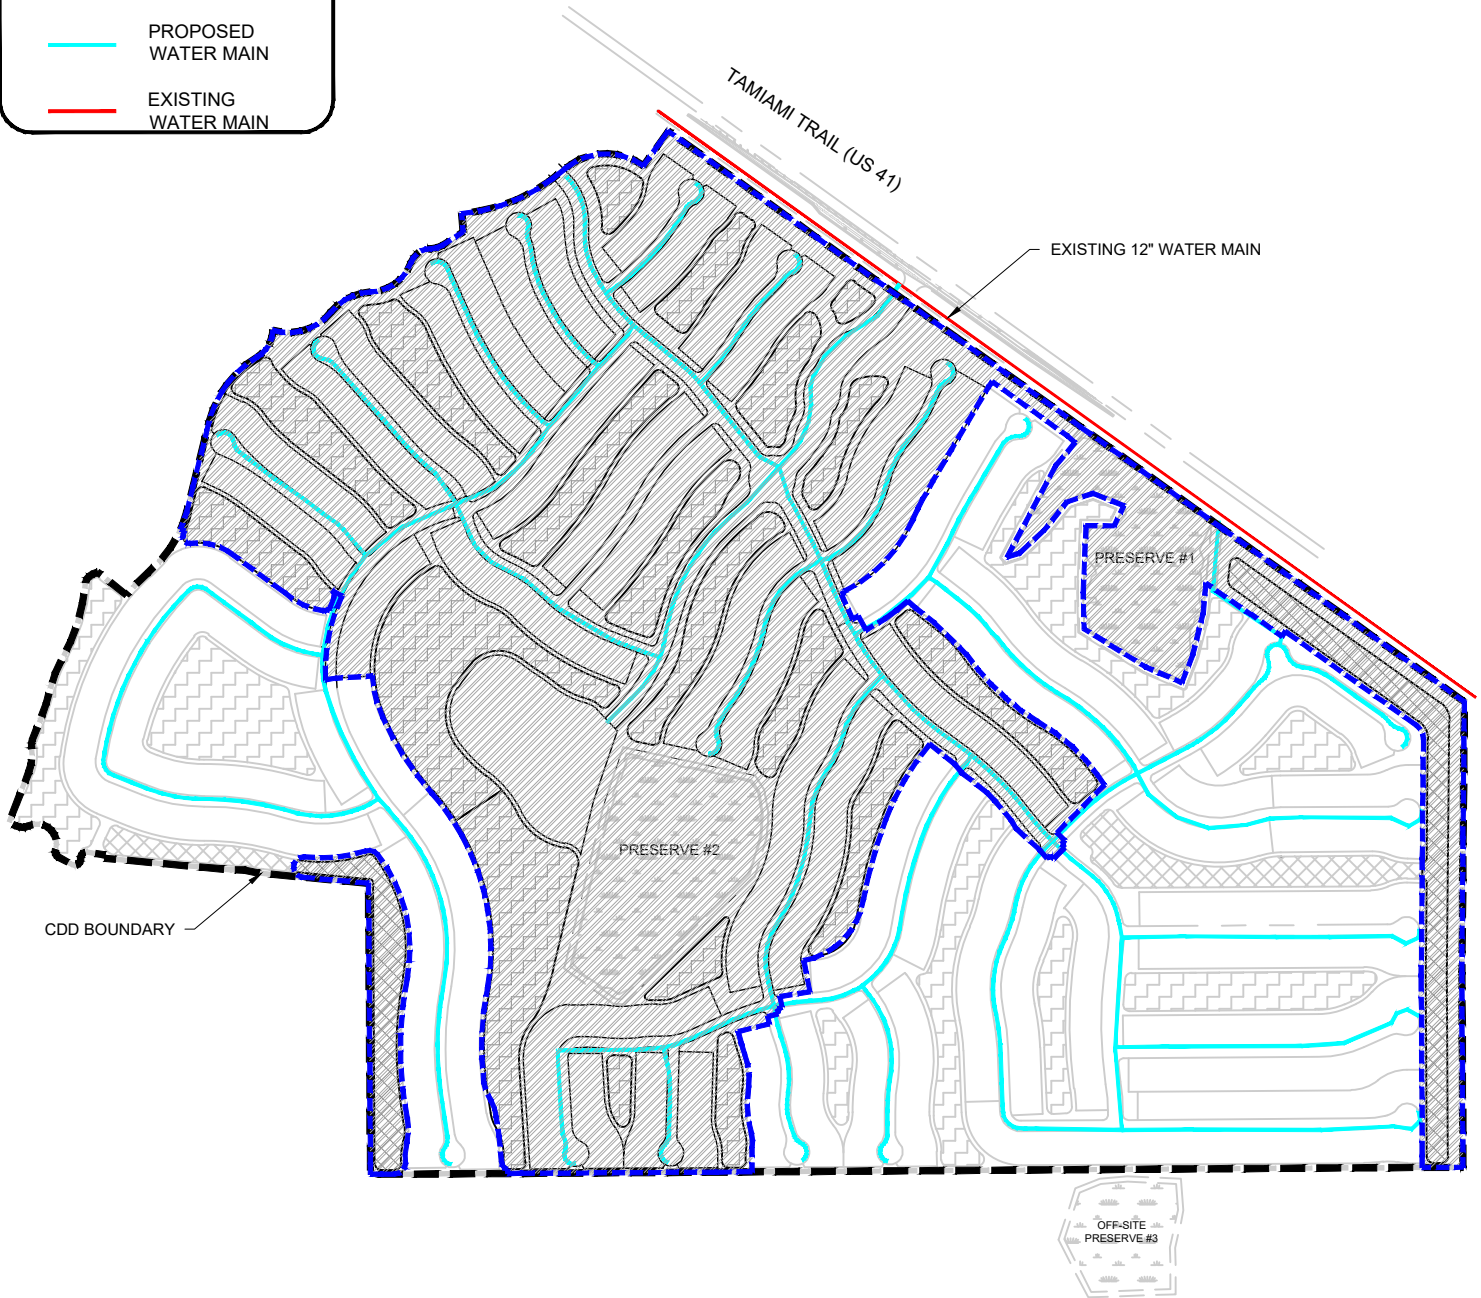 PROPOSED
WATER MAIN
EXISTING
WATER MAIN
TAMIAMI TRAIL (US 41)
EXISTING 12" WATER MAIN
PRESERVE #1
PRESERVE #2
CDD BOUNDARY
OFF-SITE
PRESERVE #3